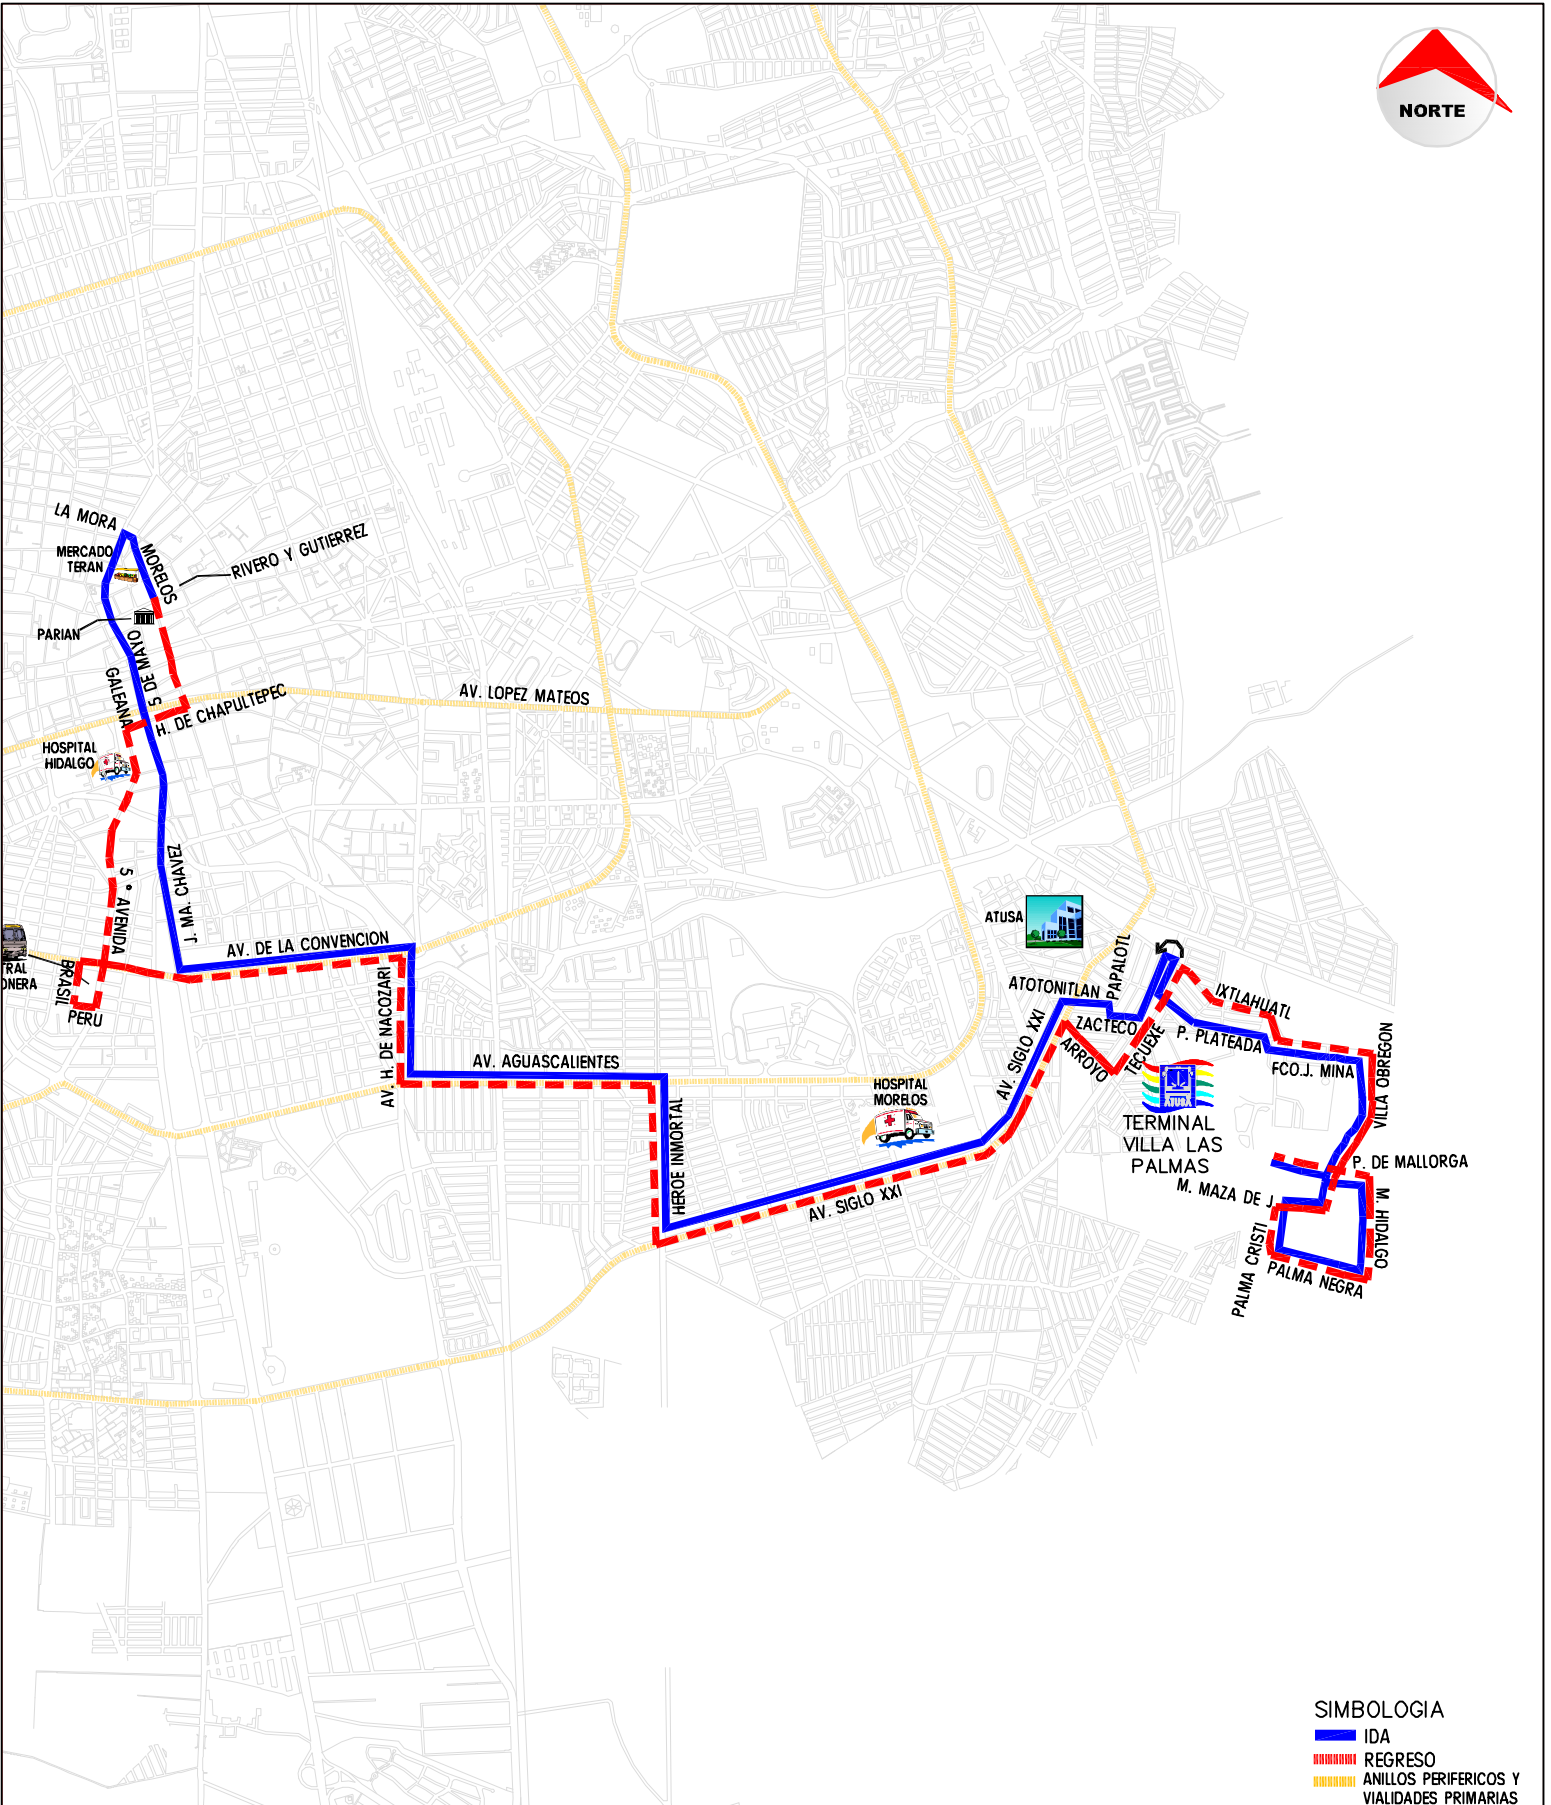 NORTE
LA MORA
MERCADO
TERAN
MORELOS
RIVERO Y GUTIERREZ
PARIAN
5 DE MAYO
GALEANA
H. DE CHAPULTEPEC
AV. LOPEZ MATEOS
HOSPITAL
HIDALGO
J. MA. CHAVEZ
5 ° AVENIDA
AV. DE LA CONVENCION
TRAL
ONERA
BRASIL
PERU
AV. H. DE NACOZARI
AV. AGUASCALIENTES
HEROE INMORTAL
HOSPITAL
MORELOS
AV. SIGLO XXI
AV. SIGLO XXI
ATUSA
ATOTONITLAN
PAPALOTL
ZACTECO
ARROYO
TECUEXE
IXTLAHUATL
P. PLATEADA
FCO.J. MINA
VILLA OBREGON
ATUSA
TERMINAL
VILLA LAS
PALMAS
P. DE MALLORGA
M. MAZA DE J.
M. HIDALGO
PALMA CRISTI
PALMA NEGRA
SIMBOLOGIA
IDA
REGRESO
ANILLOS PERIFERICOS Y
VIALIDADES PRIMARIAS